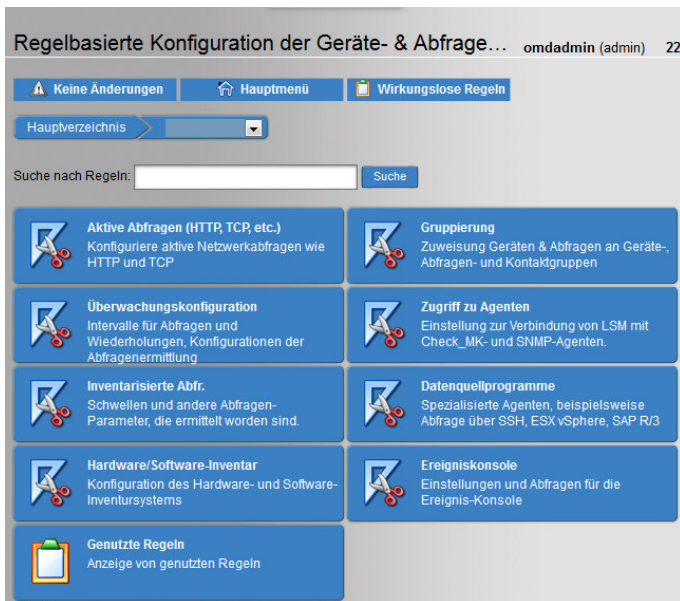 Regelbasierte Konfiguration der Geräte- & Abfrage... omdadmin (admin) 22
Keine Änderungen Hauptmenü Wirkungslose Regeln
Hauptverzeichnis
Suche nach Regeln: Suche
Aktive Abfragen (HTTP, TCP, etc.)
Konfiguriere aktive Netzwerkabfragen wie
HTTP und TCP
Gruppierung
Zuweisung Geräten & Abfragen an Geräte-,
Abfragen- und Kontaktgruppen
Überwachungskonfiguration
Intervalle für Abfragen und
Wiederholungen, Konfigurationen der
Abfragenermittlung
Zugriff zu Agenten
Einstellung zur Verbindung von LSM mit
Check_MK- und SNMP-Agenten.
Inventarisierte Abfr.
Schwellen und andere Abfragen-
Parameter, die ermittelt worden sind.
Datenquellprogramme
Spezialisierte Agenten, beispielsweise
Abfrage über SSH, ESX vSphere, SAP R/3
Hardware/Software-Inventar
Konfiguration des Hardware- und Software-
Inventursystems
Ereigniskonsole
Einstellungen und Abfragen für die
Ereignis-Konsole
Genutzte Regeln
Anzeige von genutzten Regeln